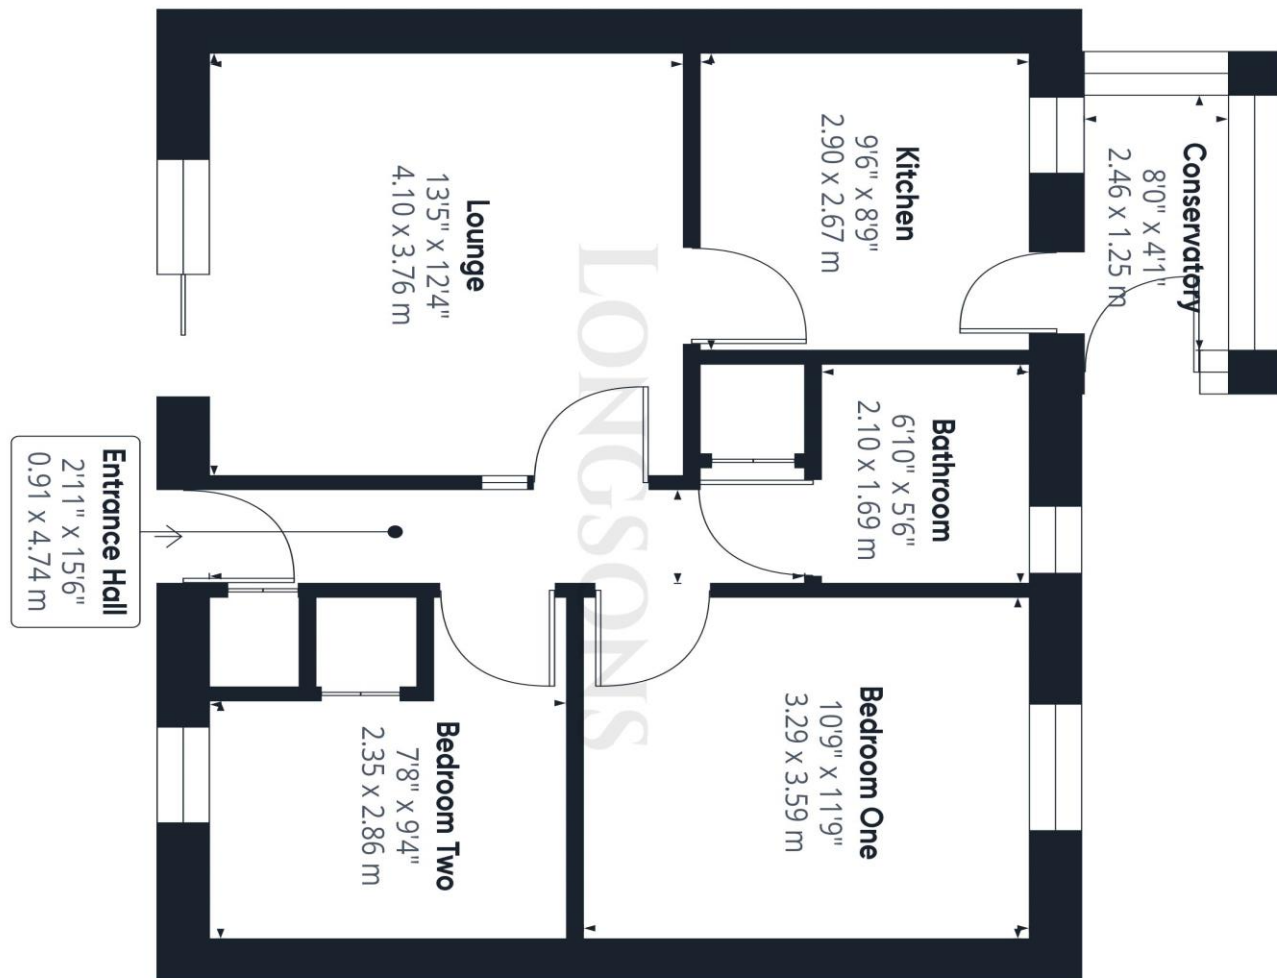 Conservatory
8'0" x 4'1"
2.46 x 1.25 m
Kitchen
9'6" x 8'9"
2.90 x 2.67 m
Lounge
13'5" x 12'4"
4.10 x 3.76 m
Bathroom
6'10" x 5'6"
2.10 x 1.69 m
Entrance Hall
2'11" x 15'6"
0.91 x 4.74 m
Bedroom One
10'9" x 11'9"
3.29 x 3.59 m
Bedroom Two
7'8" x 9'4"
2.35 x 2.86 m
LONGSONS